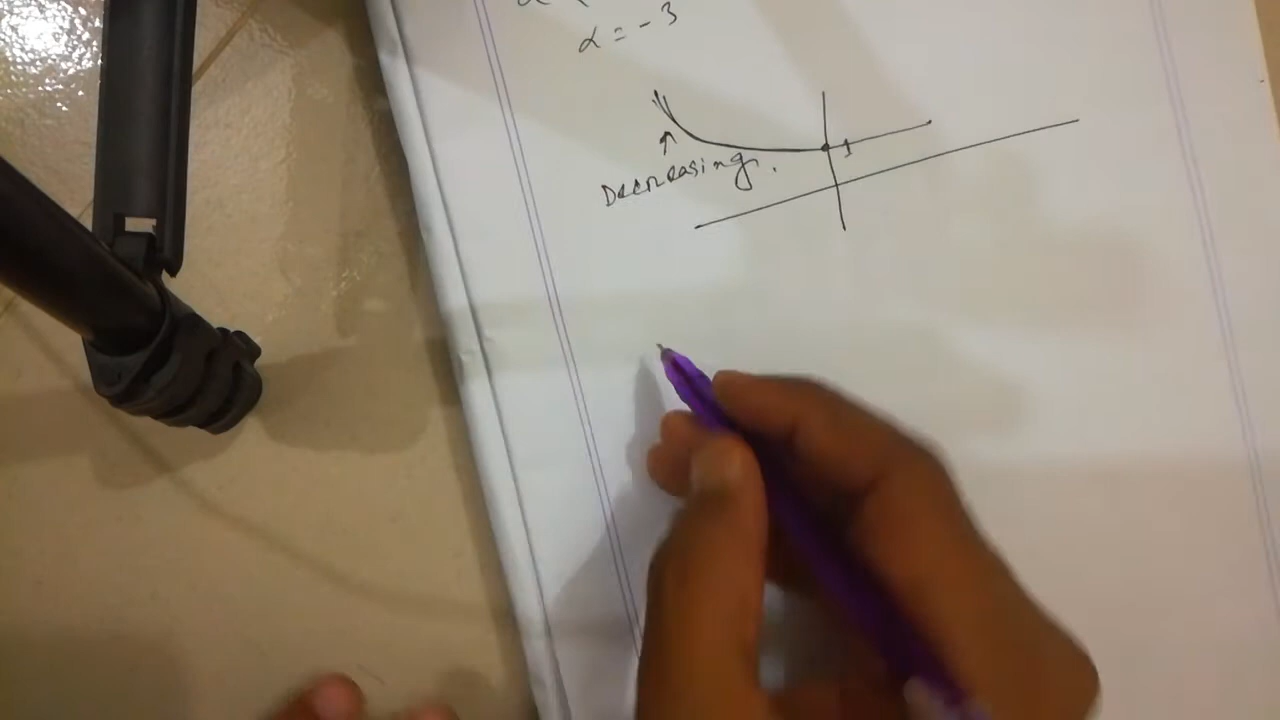 α = -3
1
Decreasing.